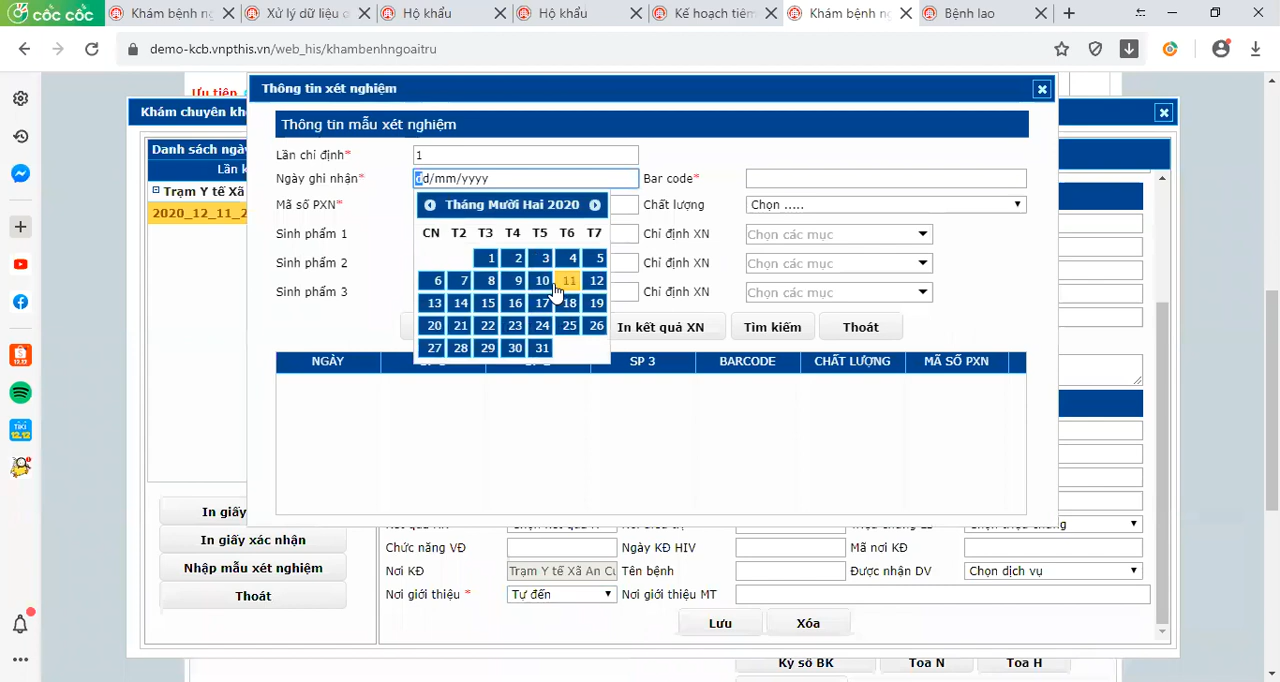 cốc cốc
Khám bệnh ng
Xử lý dữ liệu c
Hộ khẩu
Hộ khẩu
Kế hoạch tiêm
Khám bệnh ng
Bệnh lao
demo-kcb.vnpthis.vn/web_his/khambenhngoaitru
Ưu tiên
Thông tin xét nghiệm
Khám chuyên kh
Thông tin mẫu xét nghiệm
Danh sách ngà
Lần k
Trạm Y tế Xã
2020_12_11_2
Lần chỉ định* 1
Ngày ghi nhận* dd/mm/yyyy Bar code*
Mã số PXN* Chất lượng Chọn .....
Sinh phẩm 1 Chỉ định XN Chọn các mục
Sinh phẩm 2 Chỉ định XN Chọn các mục
Sinh phẩm 3 Chỉ định XN Chọn các mục
Tháng Mười Hai 2020
CN T2 T3 T4 T5 T6 T7
1 2 3 4 5
6 7 8 9 10 11 12
13 14 15 16 17 18 19
20 21 22 23 24 25 26
27 28 29 30 31
In kết quả XN Tìm kiếm Thoát
NGÀY SP 3 BARCODE CHẤT LƯỢNG MÃ SỐ PXN
In giấy
In giấy xác nhận
Nhập mẫu xét nghiệm
Thoát
Chức năng VĐ Ngày KĐ HIV Mã nơi KĐ
Nơi KĐ Trạm Y tế Xã An Cư Tên bệnh Được nhận DV Chọn dịch vụ
Nơi giới thiệu * Tự đến Nơi giới thiệu MT
Lưu Xóa
Ký số BK Toa N Toa H